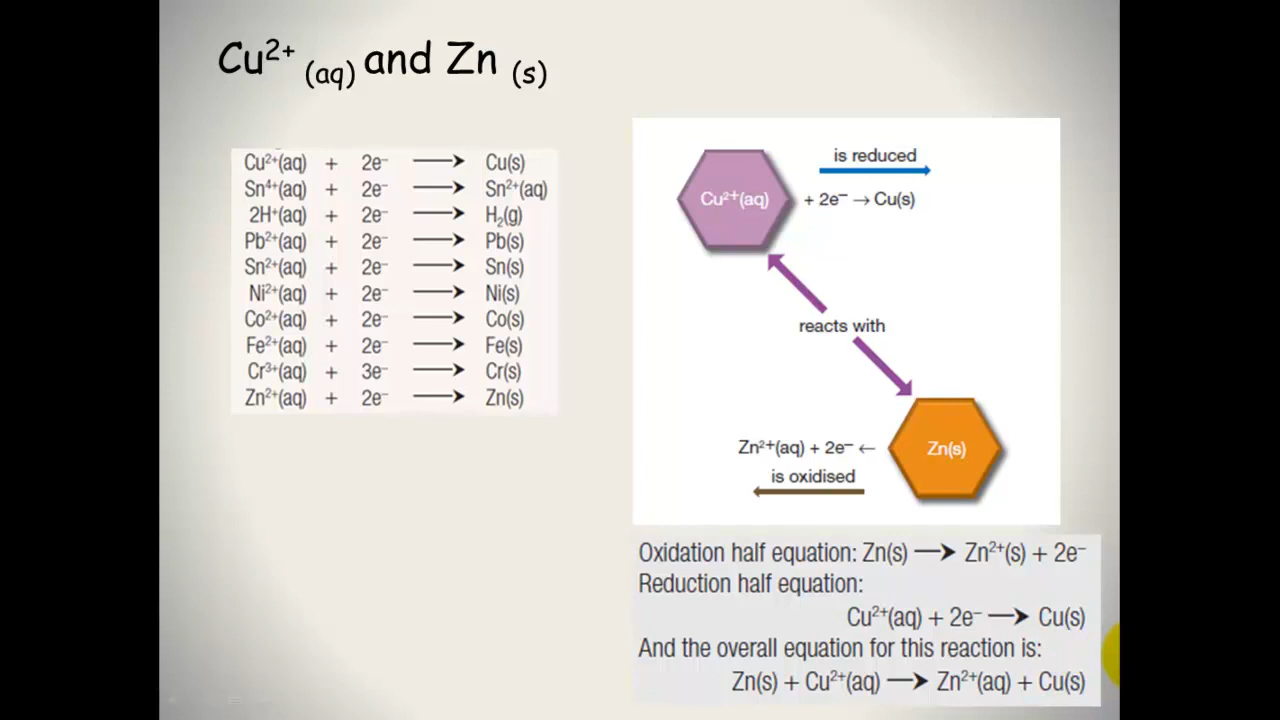 Cu²⁺ (aq) and Zn (s)
Cu²⁺(aq) + 2e⁻ ⟶ Cu(s)
Sn⁴⁺(aq) + 2e⁻ ⟶ Sn²⁺(aq)
2H⁺(aq) + 2e⁻ ⟶ H₂(g)
Pb²⁺(aq) + 2e⁻ ⟶ Pb(s)
Sn²⁺(aq) + 2e⁻ ⟶ Sn(s)
Ni²⁺(aq) + 2e⁻ ⟶ Ni(s)
Co²⁺(aq) + 2e⁻ ⟶ Co(s)
Fe²⁺(aq) + 2e⁻ ⟶ Fe(s)
Cr³⁺(aq) + 3e⁻ ⟶ Cr(s)
Zn²⁺(aq) + 2e⁻ ⟶ Zn(s)
is reduced
Cu²⁺(aq) + 2e⁻ → Cu(s)
reacts with
Zn²⁺(aq) + 2e⁻ ← Zn(s)
is oxidised
Oxidation half equation: Zn(s) ⟶ Zn²⁺(s) + 2e⁻
Reduction half equation:
Cu²⁺(aq) + 2e⁻ ⟶ Cu(s)
And the overall equation for this reaction is:
Zn(s) + Cu²⁺(aq) ⟶ Zn²⁺(aq) + Cu(s)